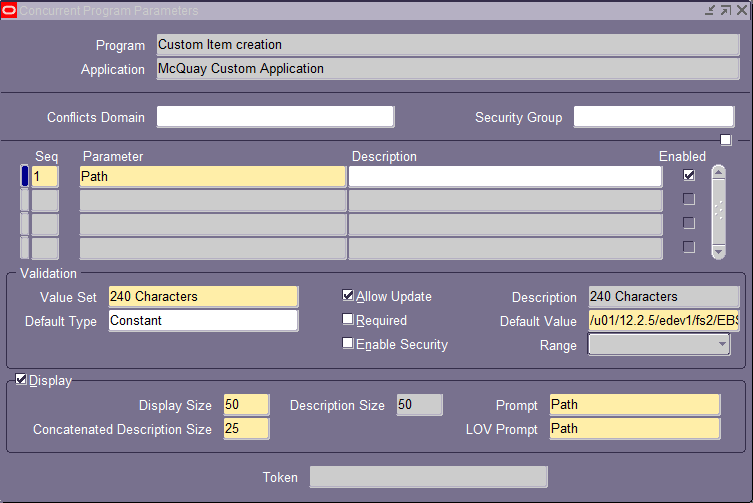 Concurrent Program Parameters
Program Custom Item creation
Application McQuay Custom Application
Conflicts Domain Security Group
Seq Parameter Description Enabled
1 Path
Validation
Value Set 240 Characters Allow Update Description 240 Characters
Default Type Constant Required Default Value /u01/12.2.5/edev1/fs2/EBS
Enable Security Range
Display
Display Size 50 Description Size 50 Prompt Path
Concatenated Description Size 25 LOV Prompt Path
Token